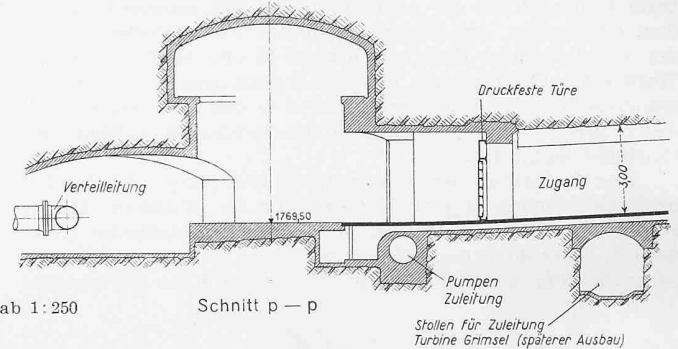 Druckfeste Türe
Verteilleitung
Zugang
3,00
1769,50
Pumpen
Zuleitung
ab 1:250
Schnitt p — p
Stollen für Zuleitung
Turbine Grimsel (späterer Ausbau)